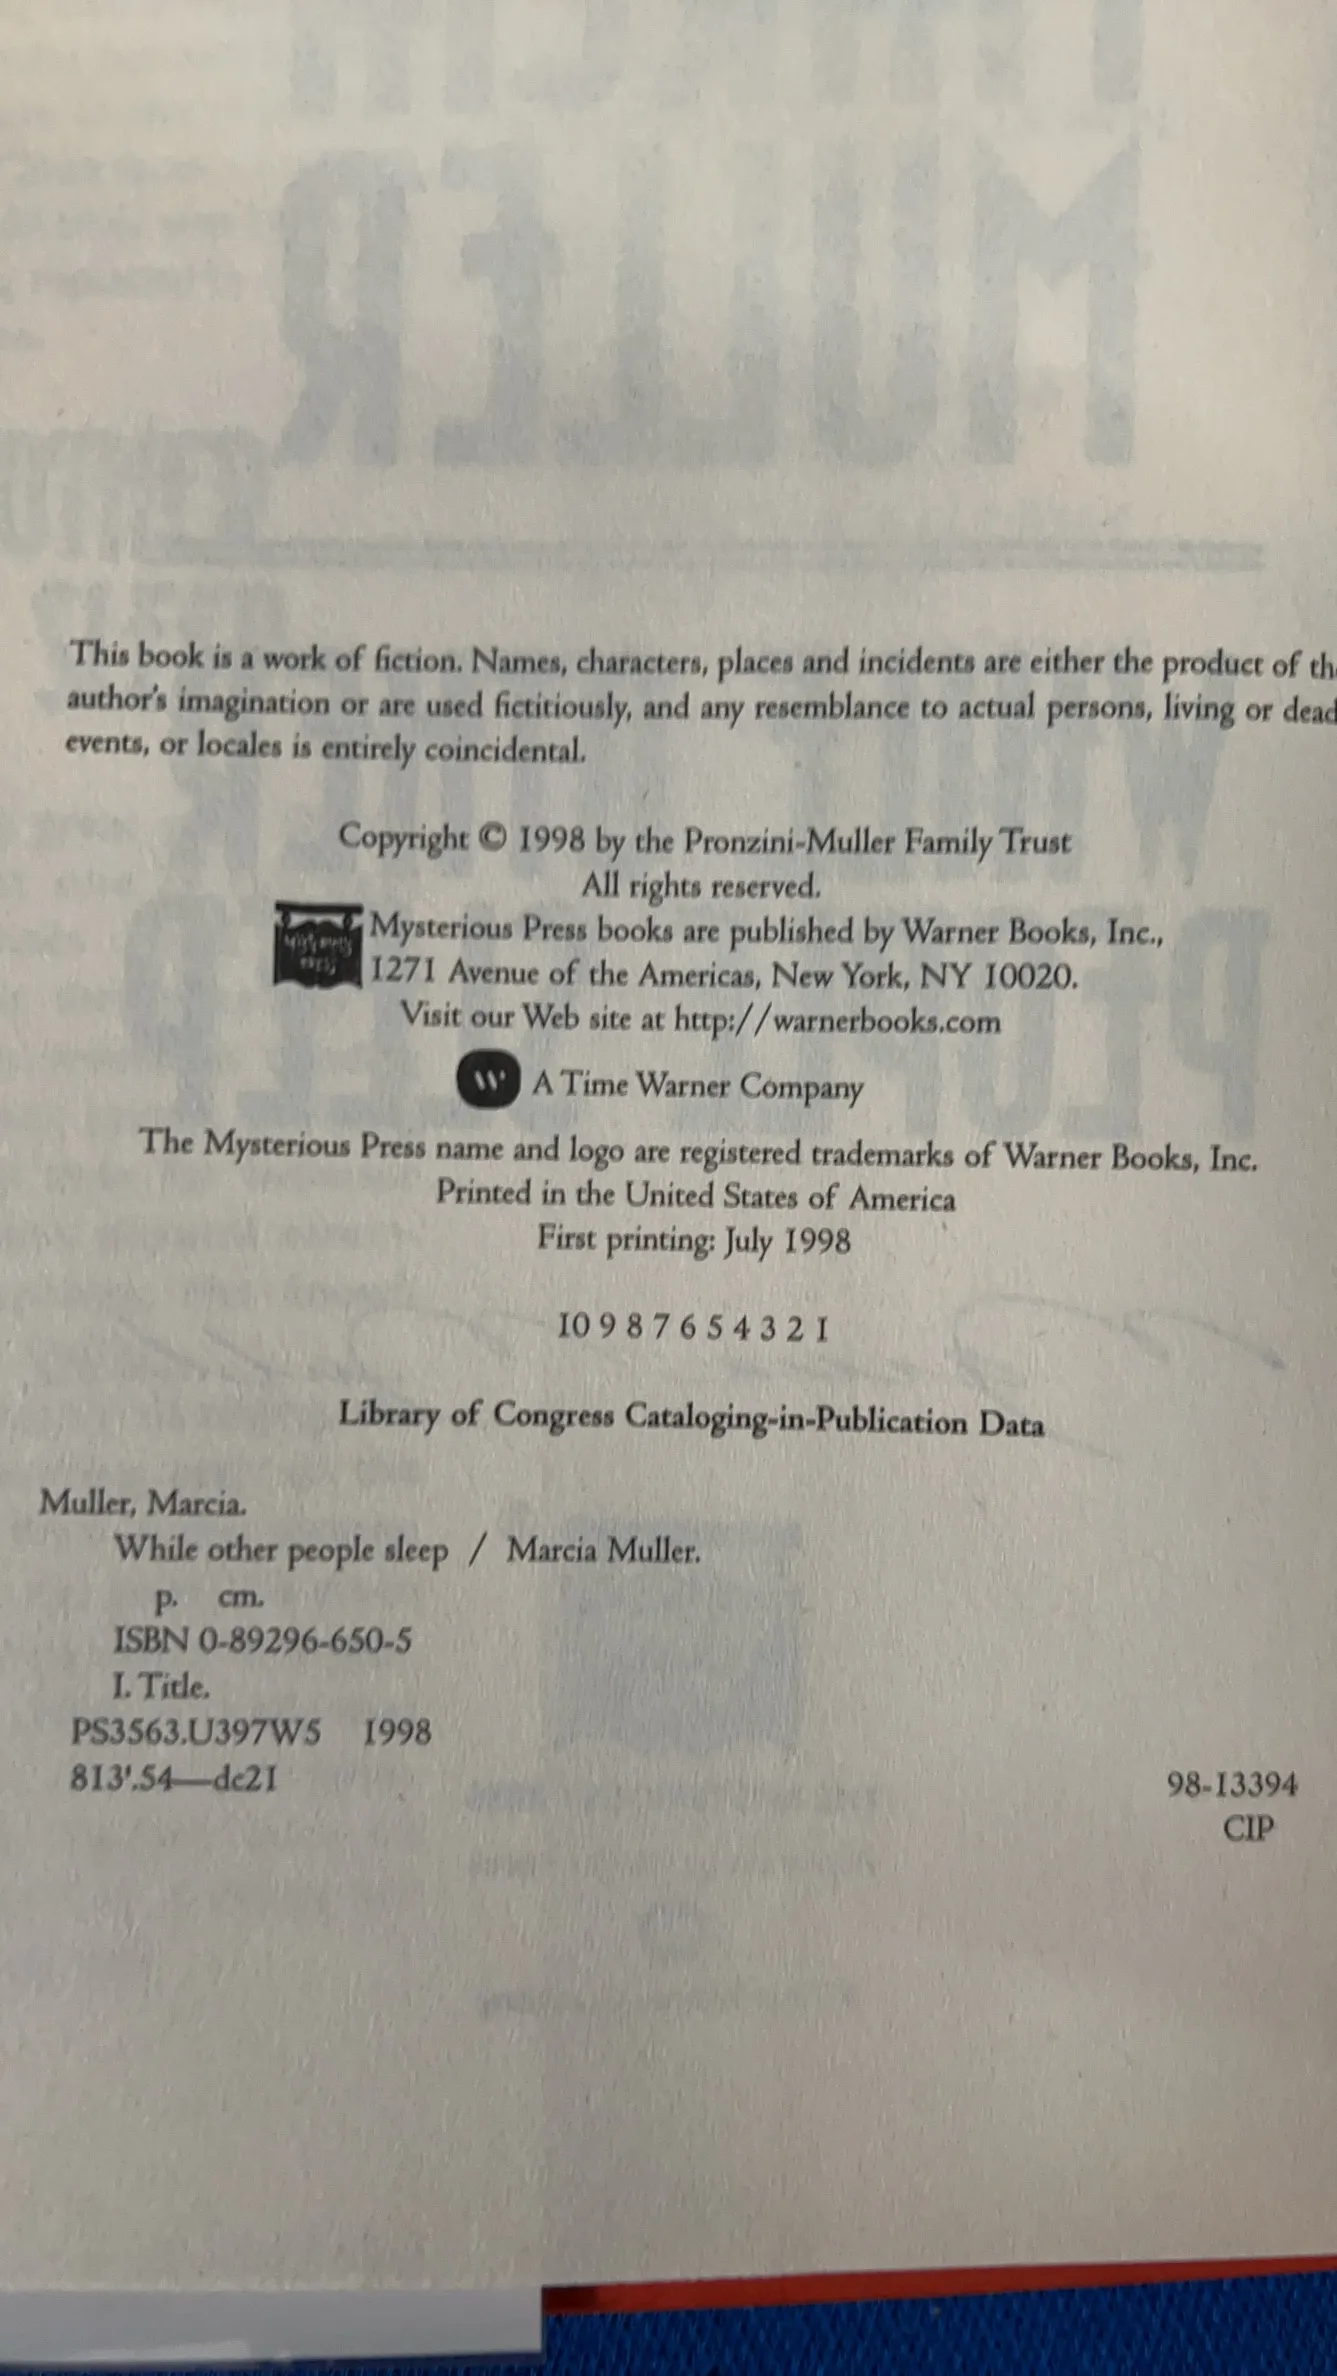 MULLER
This book is a work of fiction. Names, characters, places and incidents are either the product of the
author's imagination or are used fictitiously, and any resemblance to actual persons, living or dead,
events, or locales is entirely coincidental.
Copyright © 1998 by the Pronzini-Muller Family Trust
All rights reserved.
Mysterious Press books are published by Warner Books, Inc.,
1271 Avenue of the Americas, New York, NY 10020.
Visit our Web site at http://warnerbooks.com
W A Time Warner Company
The Mysterious Press name and logo are registered trademarks of Warner Books, Inc.
Printed in the United States of America
First printing: July 1998
10 9 8 7 6 5 4 3 2 1
Library of Congress Cataloging-in-Publication Data
Muller, Marcia.
While other people sleep / Marcia Muller.
p. cm.
ISBN 0-89296-650-5
I. Title.
PS3563.U397W5 1998
813'.54—dc21
98-13394
CIP